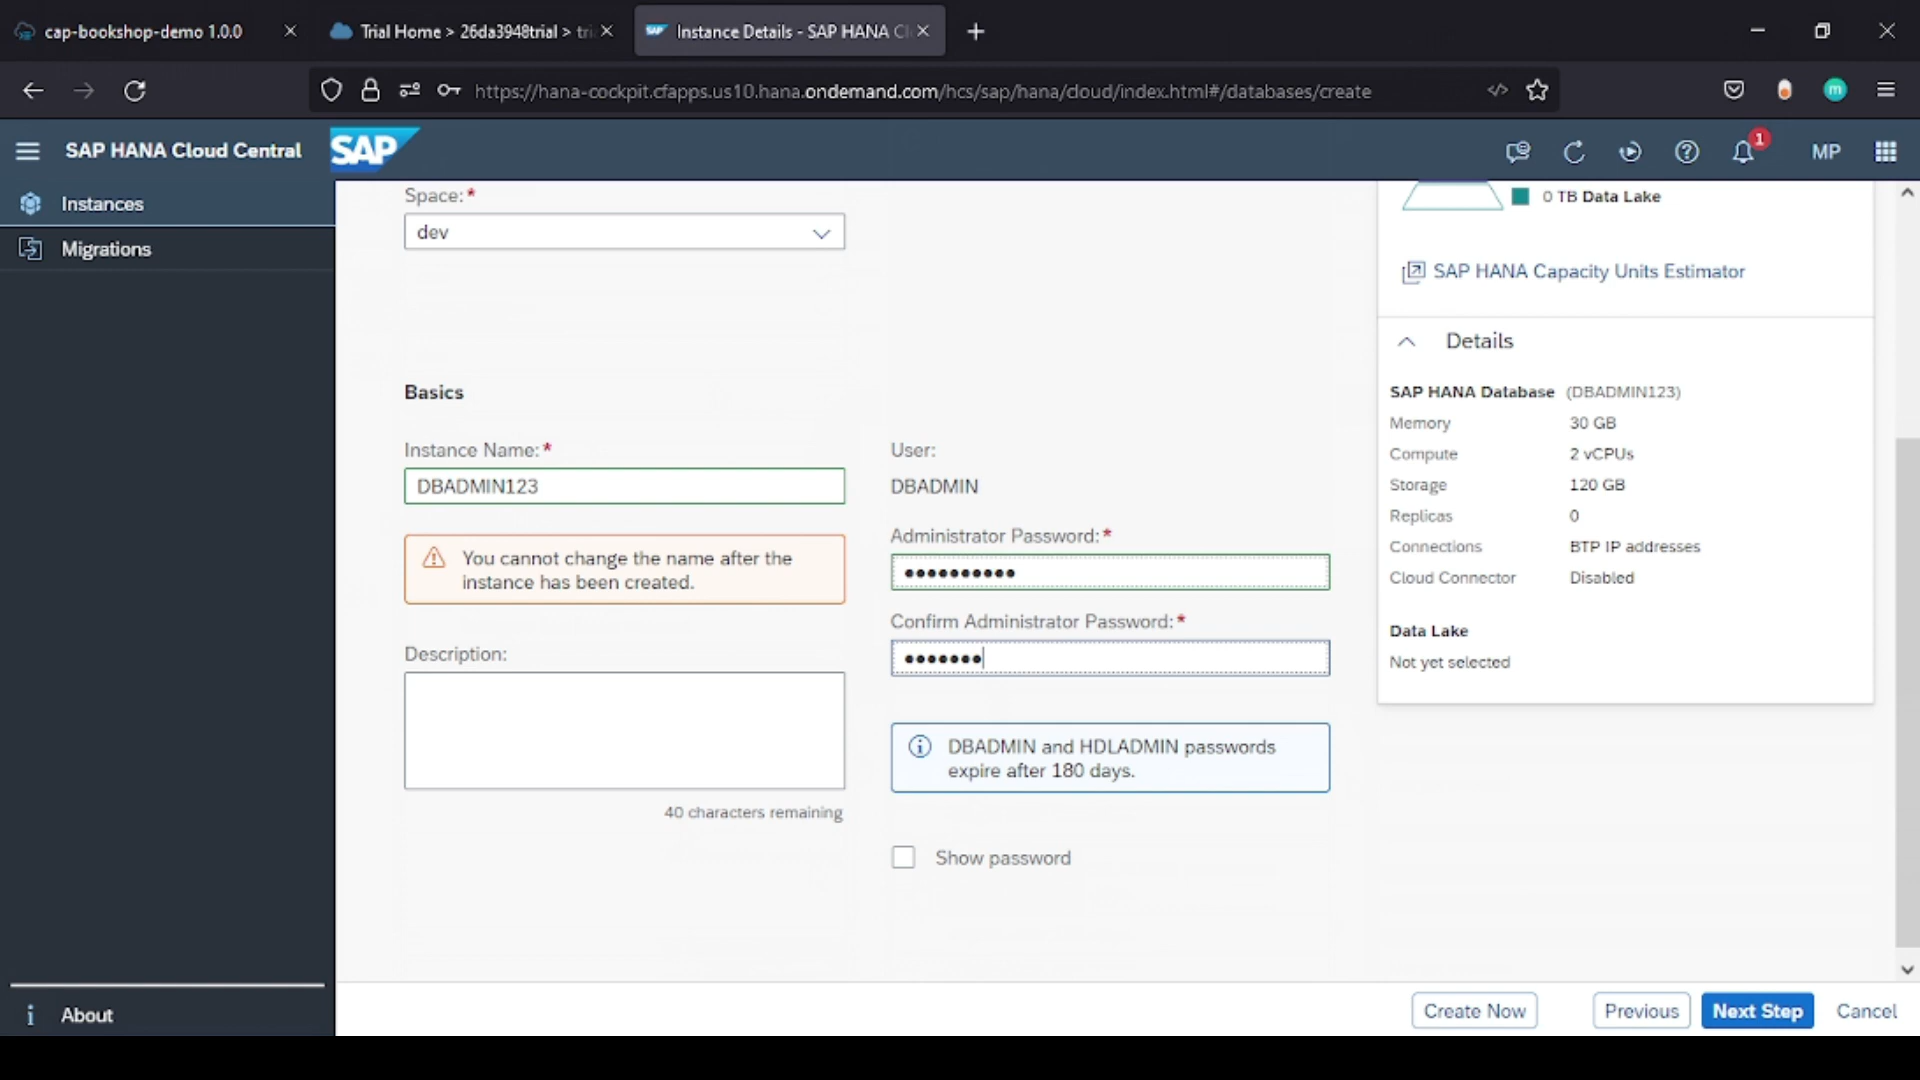 cap-bookshop-demo 1.0.0
Trial Home > 26da3948trial > tri
Instance Details - SAP HANA Cl
https://hana-cockpit.cfapps.us10.hana.ondemand.com/hcs/sap/hana/cloud/index.html#/databases/create
m
SAP HANA Cloud Central
SAP
1
MP
Instances
Migrations
Space:*
dev
Basics
Instance Name:*
DBADMIN123
You cannot change the name after the
instance has been created.
Description:
40 characters remaining
User:
DBADMIN
Administrator Password:*
••••••••••
Confirm Administrator Password:*
•••••••
DBADMIN and HDLADMIN passwords
expire after 180 days.
Show password
0 TB Data Lake
SAP HANA Capacity Units Estimator
Details
SAP HANA Database (DBADMIN123)
Memory 30 GB
Compute 2 vCPUs
Storage 120 GB
Replicas 0
Connections BTP IP addresses
Cloud Connector Disabled
Data Lake
Not yet selected
About
Create Now
Previous
Next Step
Cancel